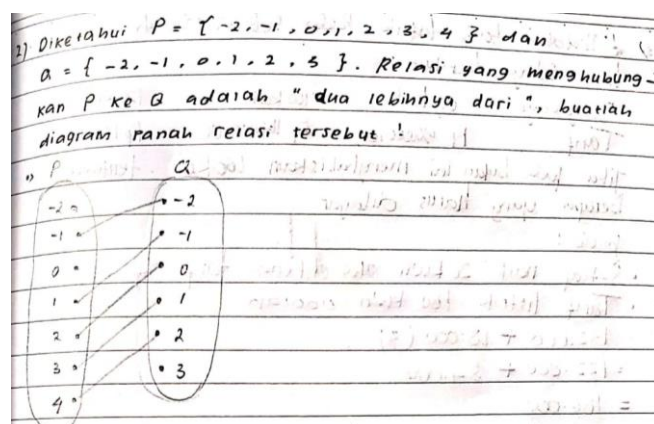 2) Diketahui P = { -2, -1, 0, 1, 2, 3, 4 } dan
Q = { -2, -1, 0, 1, 2, 3 }. Relasi yang menghubung-
kan P ke Q adalah " dua lebihnya dari ", buatlah
diagram panah relasi tersebut !
" P Q
-2 -2
-1 -1
0 0
1 1
2 2
3 3
4